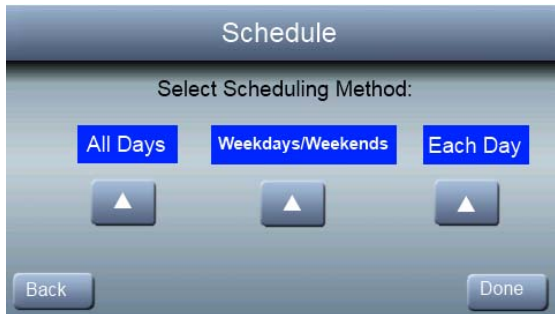 Schedule
Select Scheduling Method:
All Days Weekdays/Weekends Each Day
Back Done